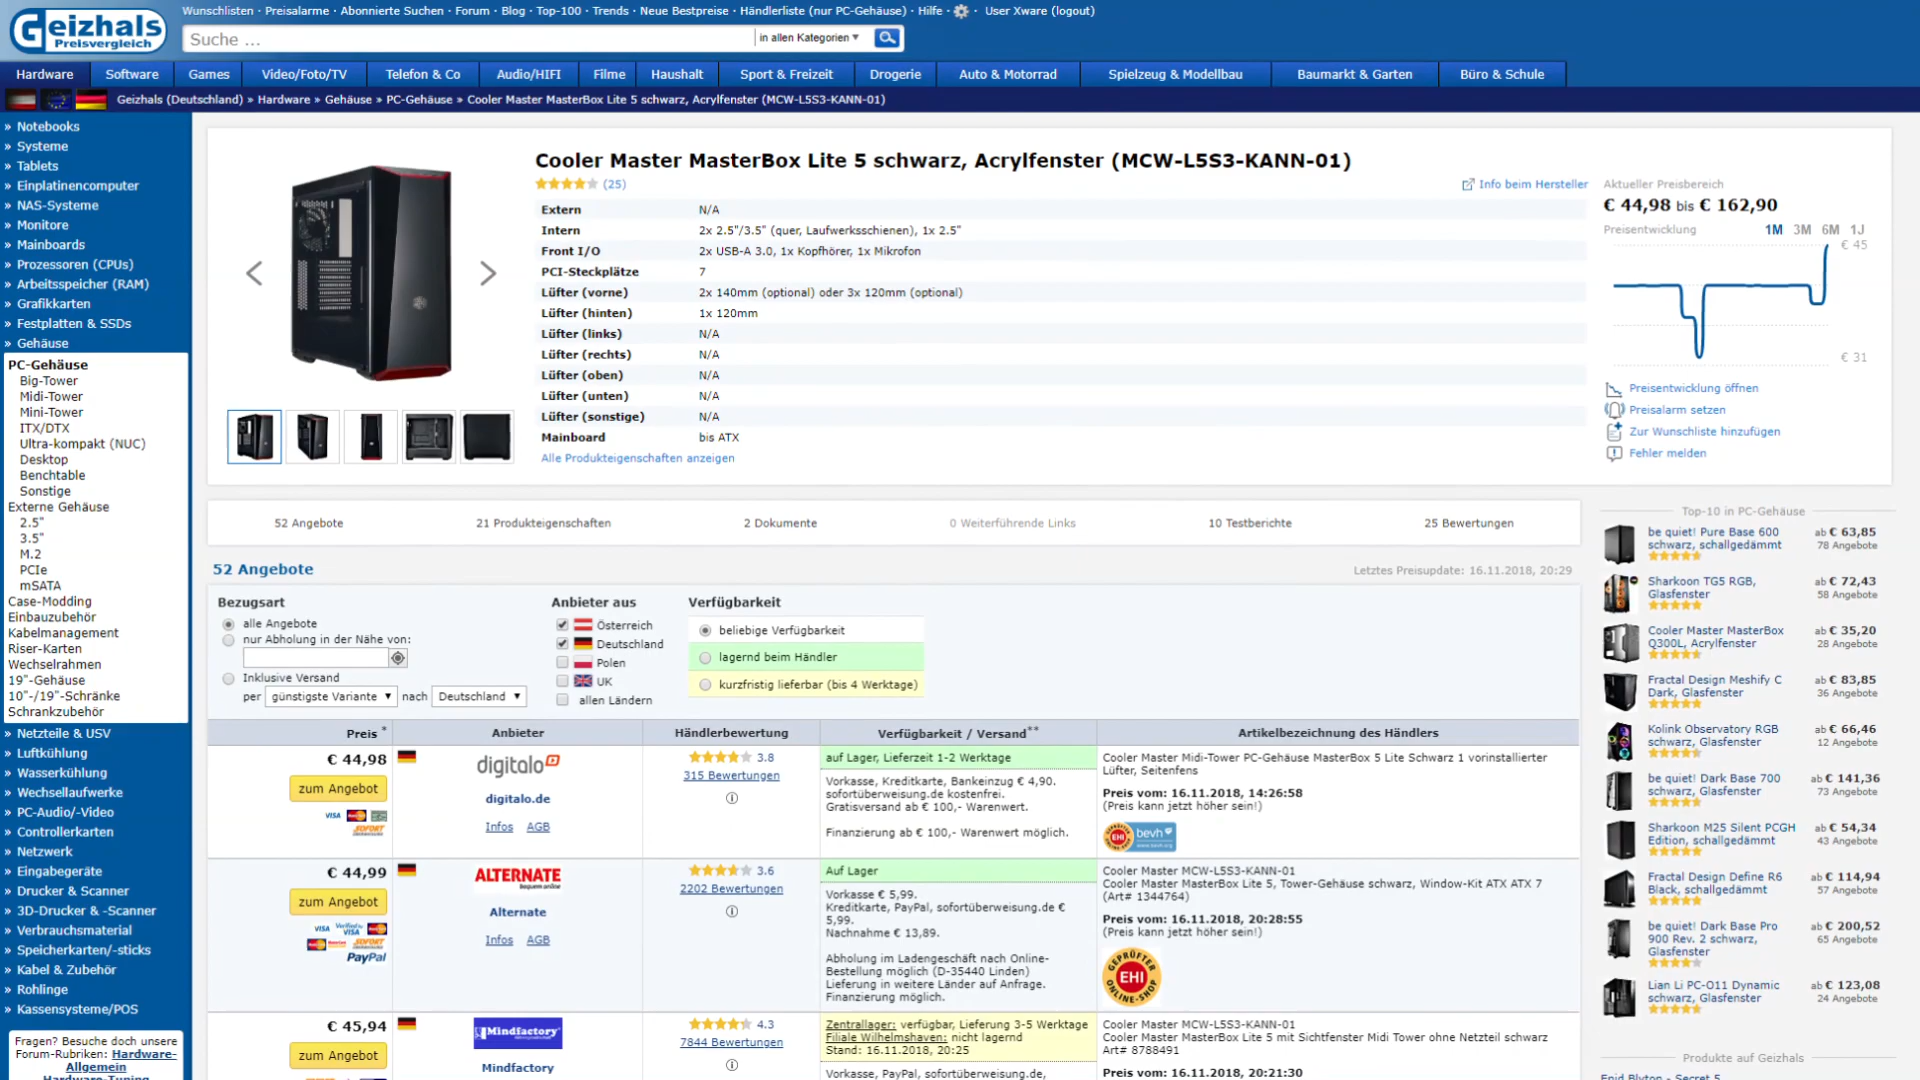 Geizhals
Preisvergleich
Wunschlisten · Preisalarme · Abonnierte Suchen · Forum · Blog · Top-100 · Trends · Neue Bestpreise · Händlerliste (nur PC-Gehäuse) · Hilfe · · User Xware (logout)
Suche ...
in allen Kategorien
Hardware
Software
Games
Video/Foto/TV
Telefon & Co
Audio/HIFI
Filme
Haushalt
Sport & Freizeit
Drogerie
Auto & Motorrad
Spielzeug & Modellbau
Baumarkt & Garten
Büro & Schule
Geizhals (Deutschland) » Hardware » Gehäuse » PC-Gehäuse » Cooler Master MasterBox Lite 5 schwarz, Acrylfenster (MCW-L5S3-KANN-01)
» Notebooks
» Systeme
» Tablets
» Einplatinencomputer
» NAS-Systeme
» Monitore
» Mainboards
» Prozessoren (CPUs)
» Arbeitsspeicher (RAM)
» Grafikkarten
» Festplatten & SSDs
» Gehäuse
PC-Gehäuse
Big-Tower
Midi-Tower
Mini-Tower
ITX/DTX
Ultra-kompakt (NUC)
Desktop
Benchtable
Sonstige
Externe Gehäuse
2.5"
3.5"
M.2
PCIe
mSATA
Case-Modding
Einbauzubehör
Kabelmanagement
Riser-Karten
Wechselrahmen
19"-Gehäuse
10"-/19"-Schränke
Schrankzubehör
» Netzteile & USV
» Luftkühlung
» Wasserkühlung
» Wechsellaufwerke
» PC-Audio/-Video
» Controllerkarten
» Netzwerk
» Eingabegeräte
» Drucker & Scanner
» 3D-Drucker & -Scanner
» Verbrauchsmaterial
» Speicherkarten/-sticks
» Kabel & Zubehör
» Rohlinge
» Kassensysteme/POS
Fragen? Besuche doch unsere
Forum-Rubriken: Hardware-
Allgemein
Hardware-Tuning
Cooler Master MasterBox Lite 5 schwarz, Acrylfenster (MCW-L5S3-KANN-01)
(25)
Info beim Hersteller
Extern N/A
Intern 2x 2.5"/3.5" (quer, Laufwerksschienen), 1x 2.5"
Front I/O 2x USB-A 3.0, 1x Kopfhörer, 1x Mikrofon
PCI-Steckplätze 7
Lüfter (vorne) 2x 140mm (optional) oder 3x 120mm (optional)
Lüfter (hinten) 1x 120mm
Lüfter (links) N/A
Lüfter (rechts) N/A
Lüfter (oben) N/A
Lüfter (unten) N/A
Lüfter (sonstige) N/A
Mainboard bis ATX
Alle Produkteigenschaften anzeigen
Aktueller Preisbereich
€ 44,98 bis € 162,90
Preisentwicklung 1M 3M 6M 1J
€ 45
€ 31
Preisentwicklung öffnen
Preisalarm setzen
Zur Wunschliste hinzufügen
Fehler melden
52 Angebote
21 Produkteigenschaften
2 Dokumente
0 Weiterführende Links
10 Testberichte
25 Bewertungen
52 Angebote
Letztes Preisupdate: 16.11.2018, 20:29
Bezugsart
alle Angebote
nur Abholung in der Nähe von:
Inklusive Versand
per günstigste Variante nach Deutschland
Anbieter aus
Österreich
Deutschland
Polen
UK
allen Ländern
Verfügbarkeit
beliebige Verfügbarkeit
lagernd beim Händler
kurzfristig lieferbar (bis 4 Werktage)
Preis * Anbieter Händlerbewertung Verfügbarkeit / Versand** Artikelbezeichnung des Händlers
€ 44,98
zum Angebot
VISA
SOFORT
digitalo
digitalo.de
Infos AGB
3.8
315 Bewertungen
auf Lager, Lieferzeit 1-2 Werktage
Vorkasse, Kreditkarte, Bankeinzug € 4,90.
sofortüberweisung.de kostenfrei.
Gratisversand ab € 100,- Warenwert.
Finanzierung ab € 100,- Warenwert möglich.
Cooler Master Midi-Tower PC-Gehäuse MasterBox 5 Lite Schwarz 1 vorinstallierter
Lüfter, Seitenfens
Preis vom: 16.11.2018, 14:26:58
(Preis kann jetzt höher sein!)
EHI bevh
€ 44,99
zum Angebot
VISA Verified by VISA
SOFORT
PayPal
ALTERNATE
bequem online
Alternate
Infos AGB
3.6
2202 Bewertungen
Auf Lager
Vorkasse € 5,99.
Kreditkarte, PayPal, sofortüberweisung.de €
5,99.
Nachnahme € 13,89.
Abholung im Ladengeschäft nach Online-
Bestellung möglich (D-35440 Linden)
Lieferung in weitere Länder auf Anfrage.
Finanzierung möglich.
Cooler Master MCW-L5S3-KANN-01
Cooler Master MasterBox Lite 5, Tower-Gehäuse schwarz, Window-Kit ATX ATX 7
(Art# 1344764)
Preis vom: 16.11.2018, 20:28:55
(Preis kann jetzt höher sein!)
GEPRÜFTER
EHI
ONLINE-SHOP
€ 45,94
zum Angebot
Mindfactory
Mindfactory
4.3
7844 Bewertungen
Zentrallager: verfügbar, Lieferung 3-5 Werktage
Filiale Wilhelmshaven: nicht lagernd
Stand: 16.11.2018, 20:25
Vorkasse, PayPal, sofortüberweisung.de,
Cooler Master MCW-L5S3-KANN-01
Cooler Master MasterBox Lite 5 mit Sichtfenster Midi Tower ohne Netzteil schwarz
Art# 8788491
Preis vom: 16.11.2018, 20:21:30
Top-10 in PC-Gehäuse
be quiet! Pure Base 600
schwarz, schallgedämmt
ab € 63,85
78 Angebote
Sharkoon TG5 RGB,
Glasfenster
ab € 72,43
58 Angebote
Cooler Master MasterBox
Q300L, Acrylfenster
ab € 35,20
28 Angebote
Fractal Design Meshify C
Dark, Glasfenster
ab € 83,85
36 Angebote
Kolink Observatory RGB
schwarz, Glasfenster
ab € 66,46
12 Angebote
be quiet! Dark Base 700
schwarz, Glasfenster
ab € 141,36
73 Angebote
Sharkoon M25 Silent PCGH
Edition, schallgedämmt
ab € 54,34
43 Angebote
Fractal Design Define R6
Black, schallgedämmt
ab € 114,94
57 Angebote
be quiet! Dark Base Pro
900 Rev. 2 schwarz,
Glasfenster
ab € 200,52
65 Angebote
Lian Li PC-O11 Dynamic
schwarz, Glasfenster
ab € 123,08
24 Angebote
Produkte auf Geizhals
Enid Blyton - Secret 5